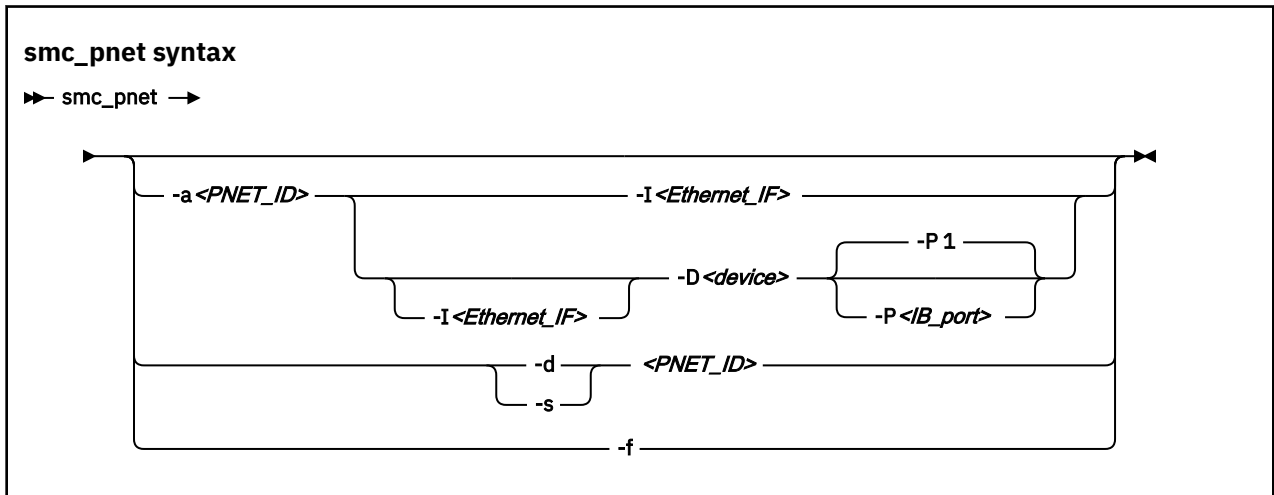 smc_pnet syntax
smc_pnet
-a <PNET_ID> -I <Ethernet_IF>
-P 1
-D <device>
-I <Ethernet_IF> -P <IB_port>
-d <PNET_ID>
-s
-f